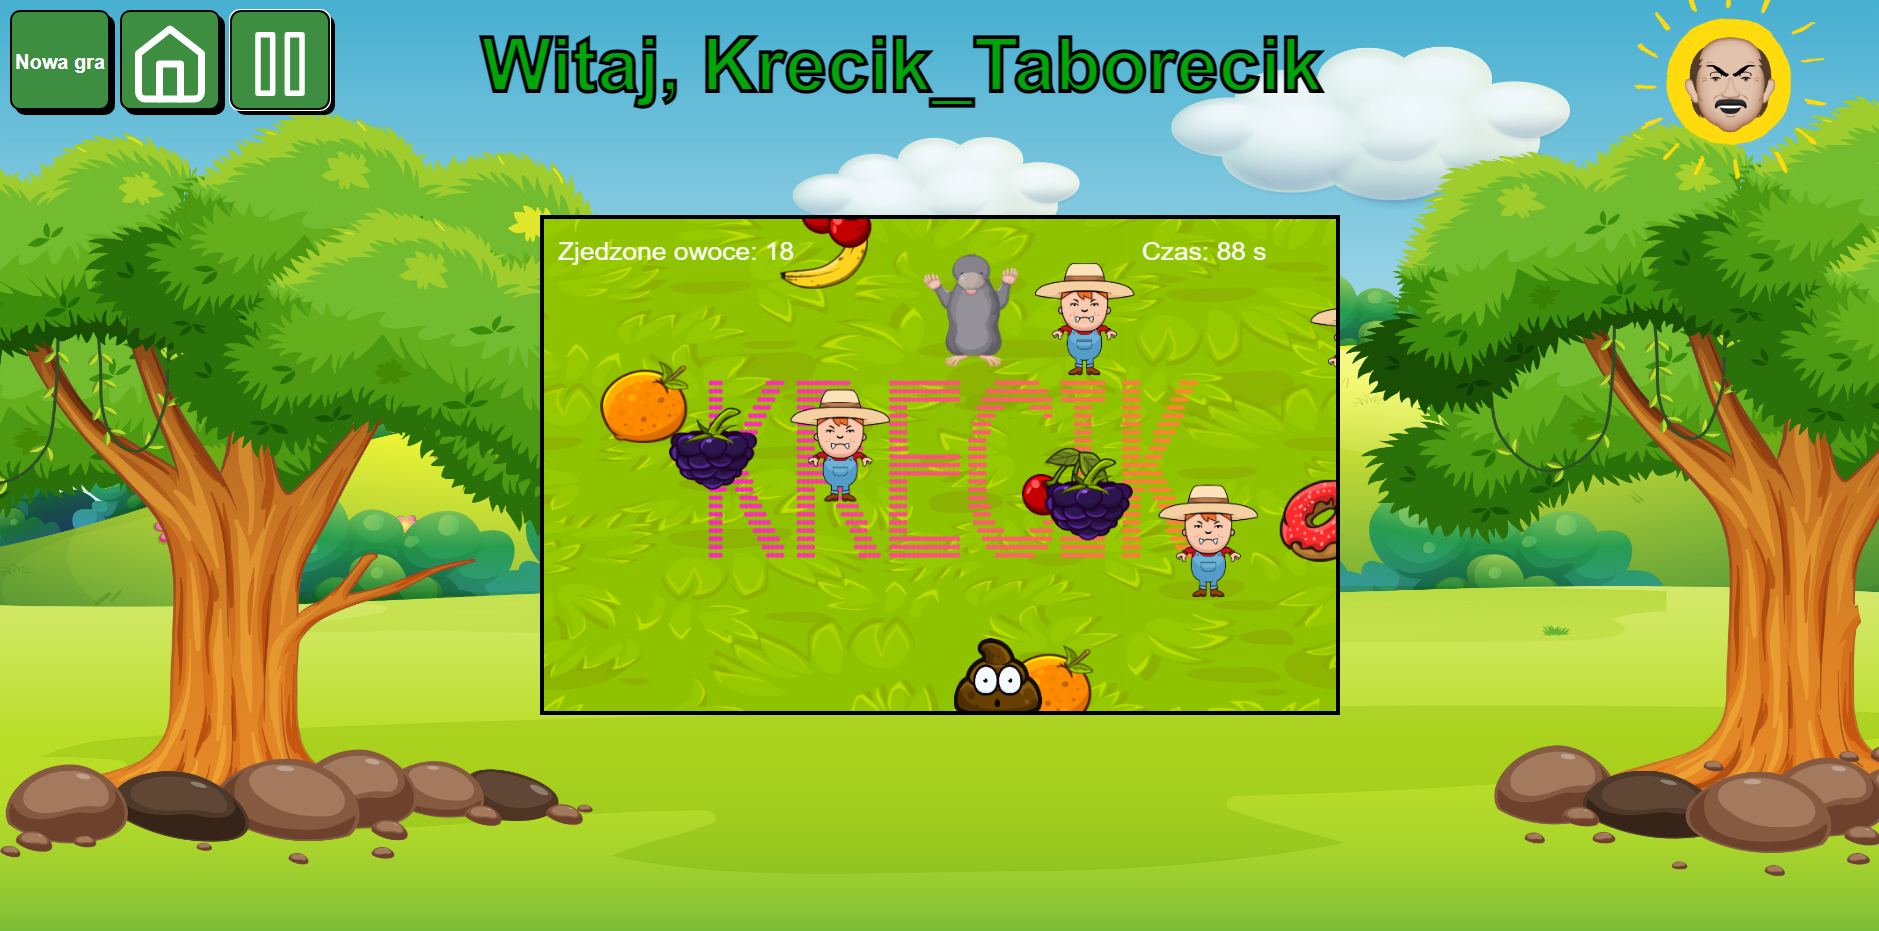 Nowa gra
Witaj, Krecik_Taborecik
Zjedzone owoce: 18
Czas: 88 s
KRECIK